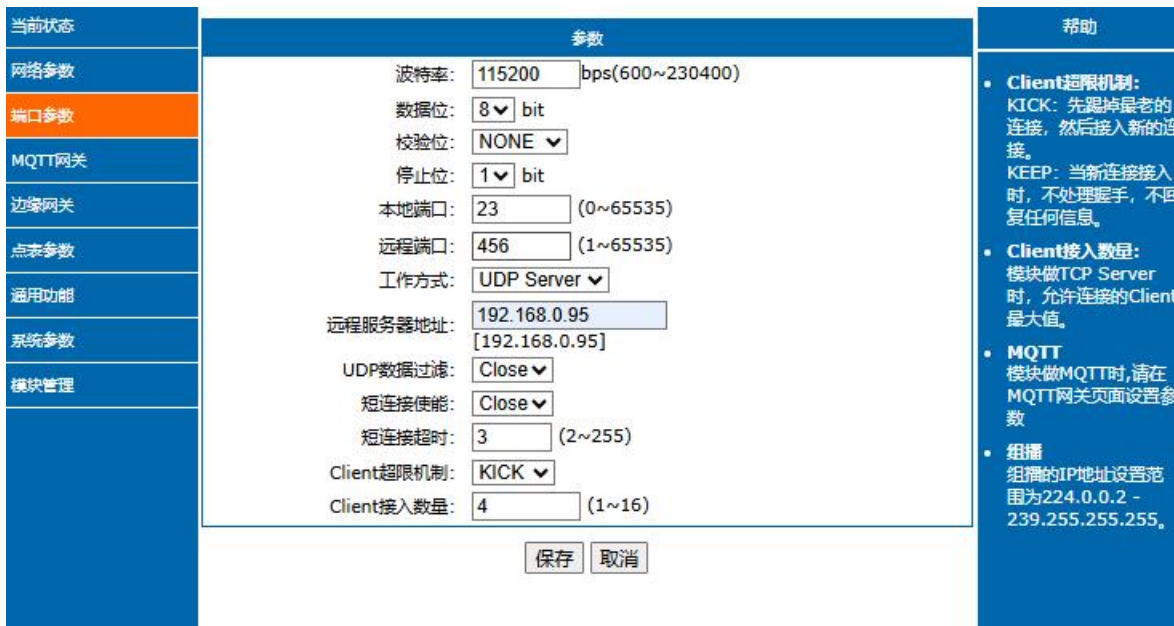 当前状态
网络参数
端口参数
MQTT网关
边缘网关
点表参数
通用功能
系统参数
模块管理
参数
波特率: 115200 bps(600~230400)
数据位: 8 bit
校验位: NONE
停止位: 1 bit
本地端口: 23 (0~65535)
远程端口: 456 (1~65535)
工作方式: UDP Server
远程服务器地址: 192.168.0.95
[192.168.0.95]
UDP数据过滤: Close
短连接使能: Close
短连接超时: 3 (2~255)
Client超限机制: KICK
Client接入数量: 4 (1~16)
保存 取消
帮助
Client超限机制:
KICK: 先踢掉最老的
连接, 然后接入新的连
接。
KEEP: 当新连接接入
时, 不处理握手, 不回
复任何信息。
Client接入数量:
模块做TCP Server
时, 允许连接的Client
最大值。
MQTT
模块做MQTT时,请在
MQTT网关页面设置参
数
组播
组播的IP地址设置范
围为224.0.0.2 -
239.255.255.255。